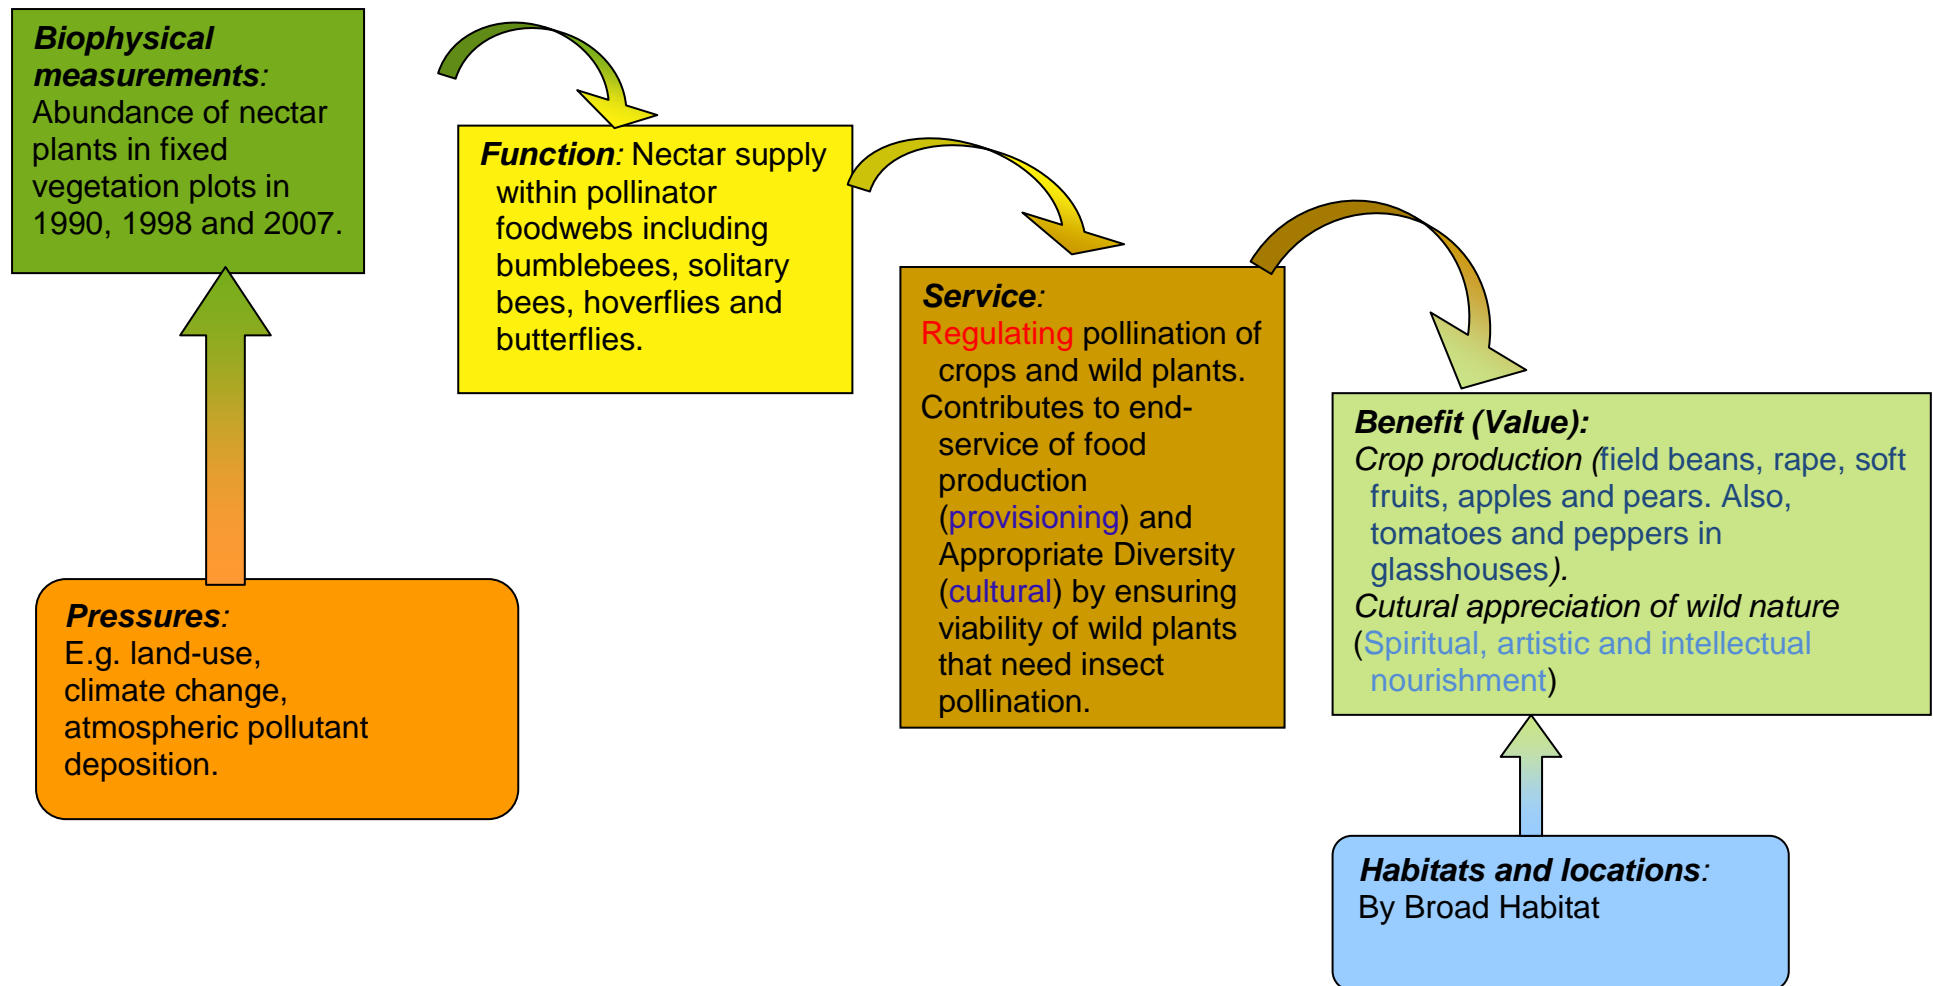 Biophysical
measurements:
Abundance of nectar
plants in fixed
vegetation plots in
1990, 1998 and 2007.
Function: Nectar supply
within pollinator
foodwebs including
bumblebees, solitary
bees, hoverflies and
butterflies.
Service:
Regulating pollination of
crops and wild plants.
Contributes to end-
service of food
production
(provisioning) and
Appropriate Diversity
(cultural) by ensuring
viability of wild plants
that need insect
pollination.
Benefit (Value):
Crop production (field beans, rape, soft
fruits, apples and pears. Also,
tomatoes and peppers in
glasshouses).
Cutural appreciation of wild nature
(Spiritual, artistic and intellectual
nourishment)
Pressures:
E.g. land-use,
climate change,
atmospheric pollutant
deposition.
Habitats and locations:
By Broad Habitat